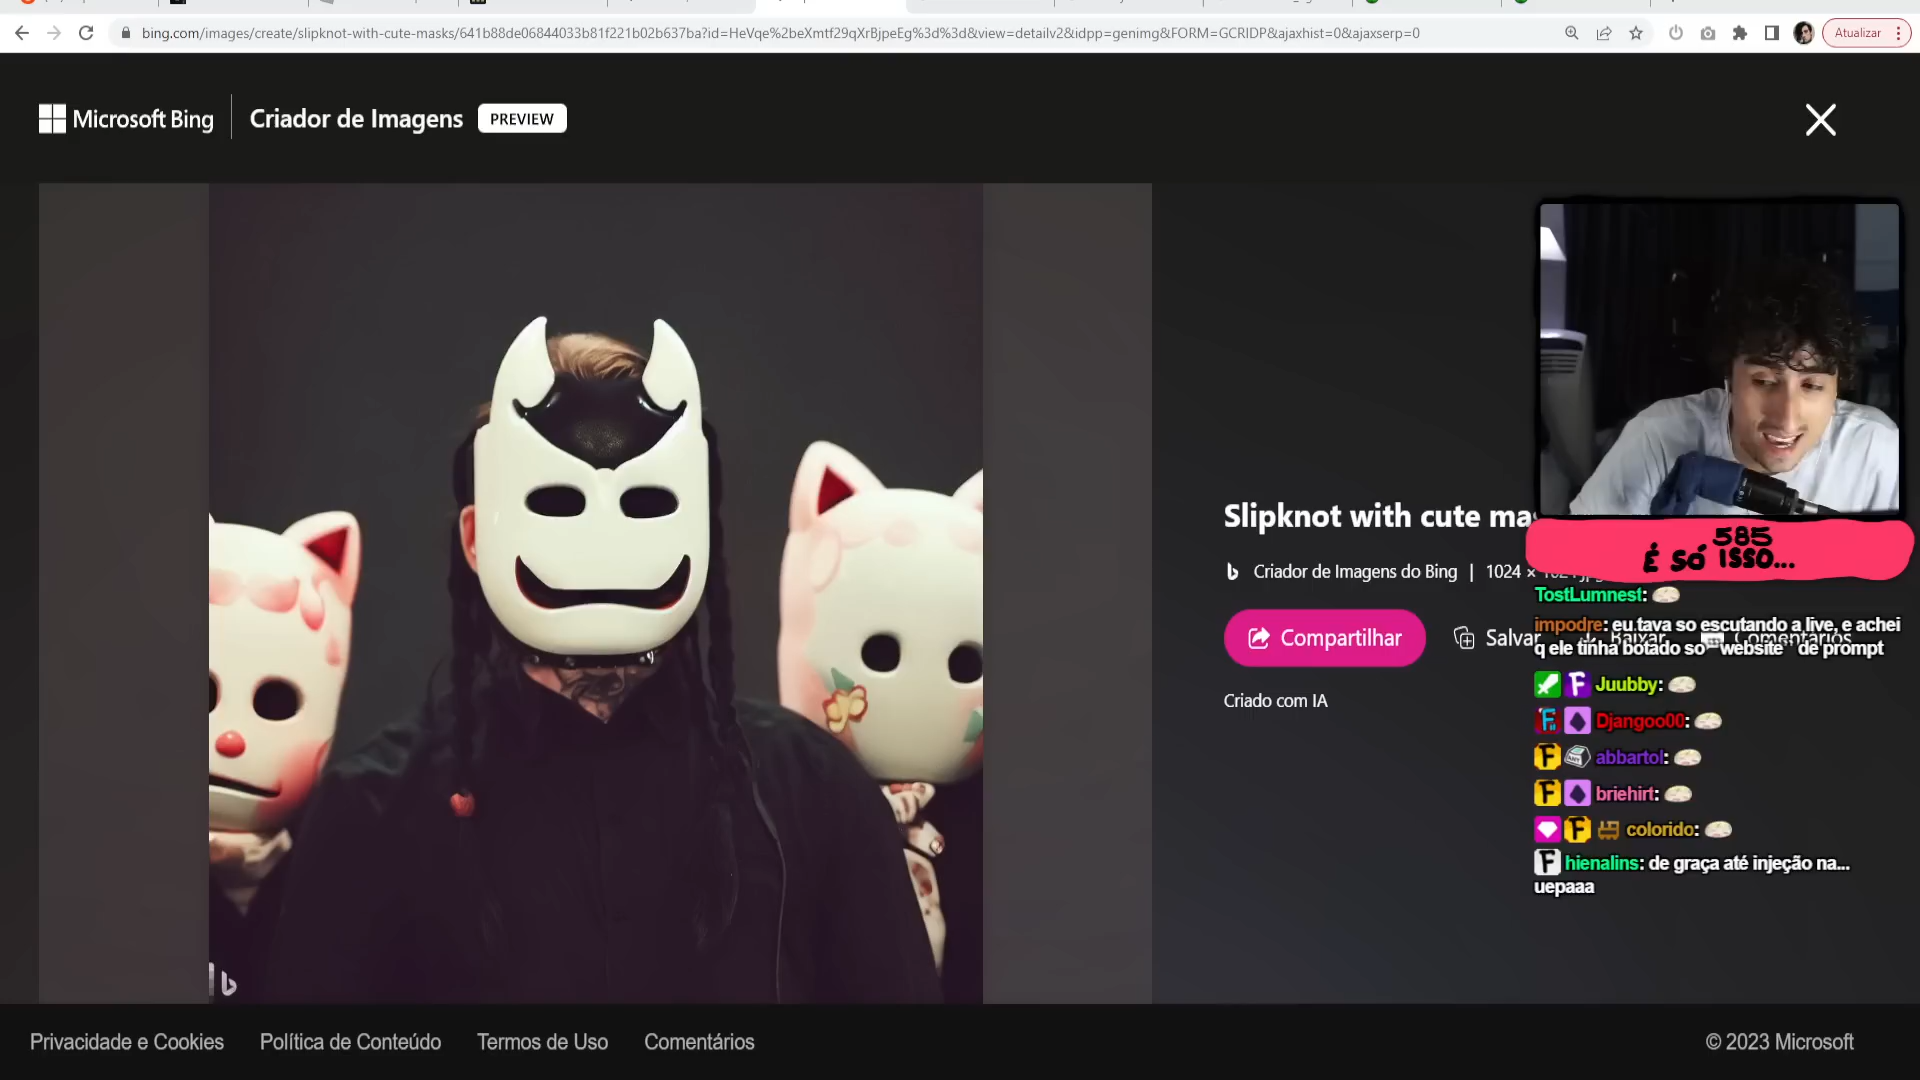 bing.com/images/create/slipknot-with-cute-masks/641b88de06844033b81f221b02b637ba?id=HeVqe%2beXmtf29qXrBjpeEg%3d%3d&view=detailv2&idpp=genimg&FORM=GCRIDP&ajaxhist=0&ajaxserp=0
Atualizar
Microsoft Bing
Criador de Imagens
PREVIEW
Slipknot with cute mas
Criador de Imagens do Bing | 1024 ×
Compartilhar
Salvar
Baixar
Comentários
Criado com IA
585
É SÓ ISSO...
TostLumnest:
impodre: eu tava so escutando a live, e achei
q ele tinha botado so "website" de prompt
Juubby:
Djangoo00:
abbartol:
briehirt:
colorido:
hienalins: de graça até injeção na...
uepaaa
Privacidade e Cookies
Política de Conteúdo
Termos de Uso
Comentários
© 2023 Microsoft